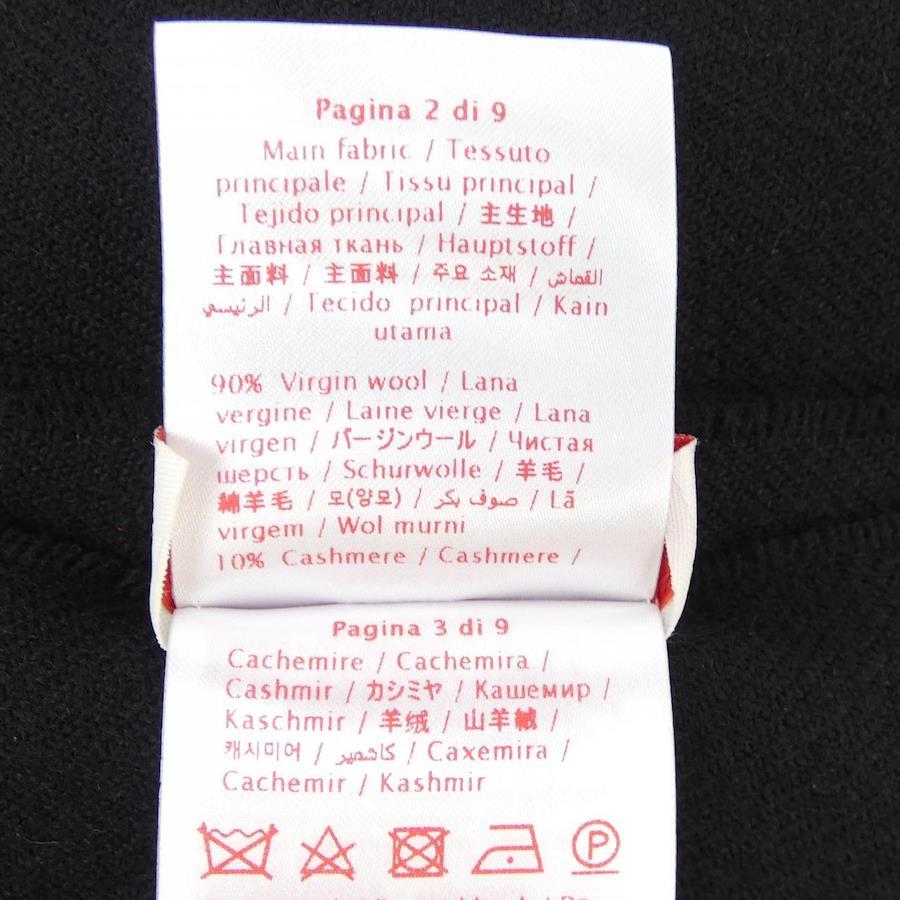 Pagina 2 di 9
Main fabric / Tessuto
principale / Tissu principal /
Tejido principal / 主生地 /
Главная ткань / Hauptstoff /
主面料 / 主面料 / 주요 소재 / القماش
الرئيسي / Tecido principal / Kain
utama
90% Virgin wool / Lana
vergine / Laine vierge / Lana
virgen / バージンウール / Чистая
шерсть / Schurwolle / 羊毛 /
綿羊毛 / 모(양모) / صوف بكر / Lã
virgem / Wol murni
10% Cashmere / Cashmere /
Pagina 3 di 9
Cachemire / Cachemira /
Cashmir / カシミヤ / Кашемир /
Kaschmir / 羊绒 / 山羊絨 /
캐시미어 / كاشمير / Caxemira /
Cachemir / Kashmir
P